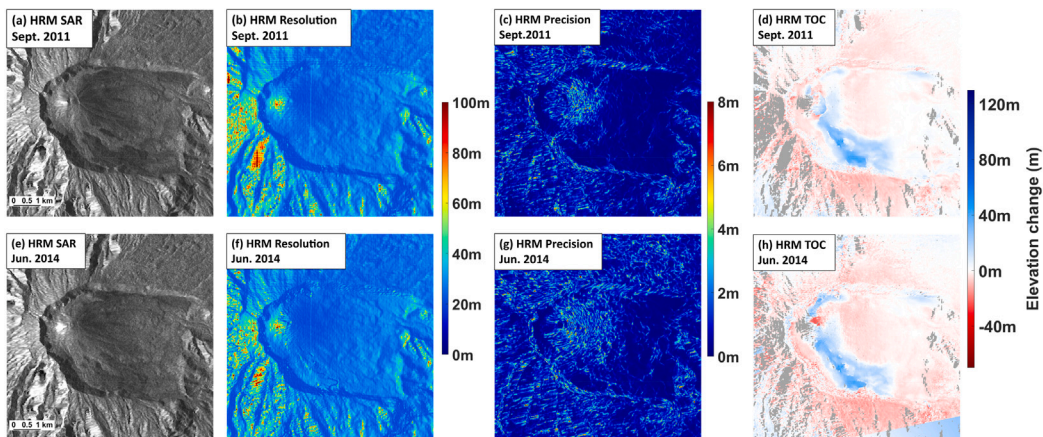 (a) HRM SAR
Sept. 2011
(b) HRM Resolution
Sept. 2011
(c) HRM Precision
Sept.2011
(d) HRM TOC
Sept. 2011
0 0.5 1 km
100m
80m
60m
40m
20m
0m
8m
6m
4m
2m
0m
120m
80m
40m
0m
-40m
Elevation change (m)
(e) HRM SAR
Jun. 2014
(f) HRM Resolution
Jun. 2014
(g) HRM Precision
Jun. 2014
(h) HRM TOC
Jun. 2014
0 0.5 1 km